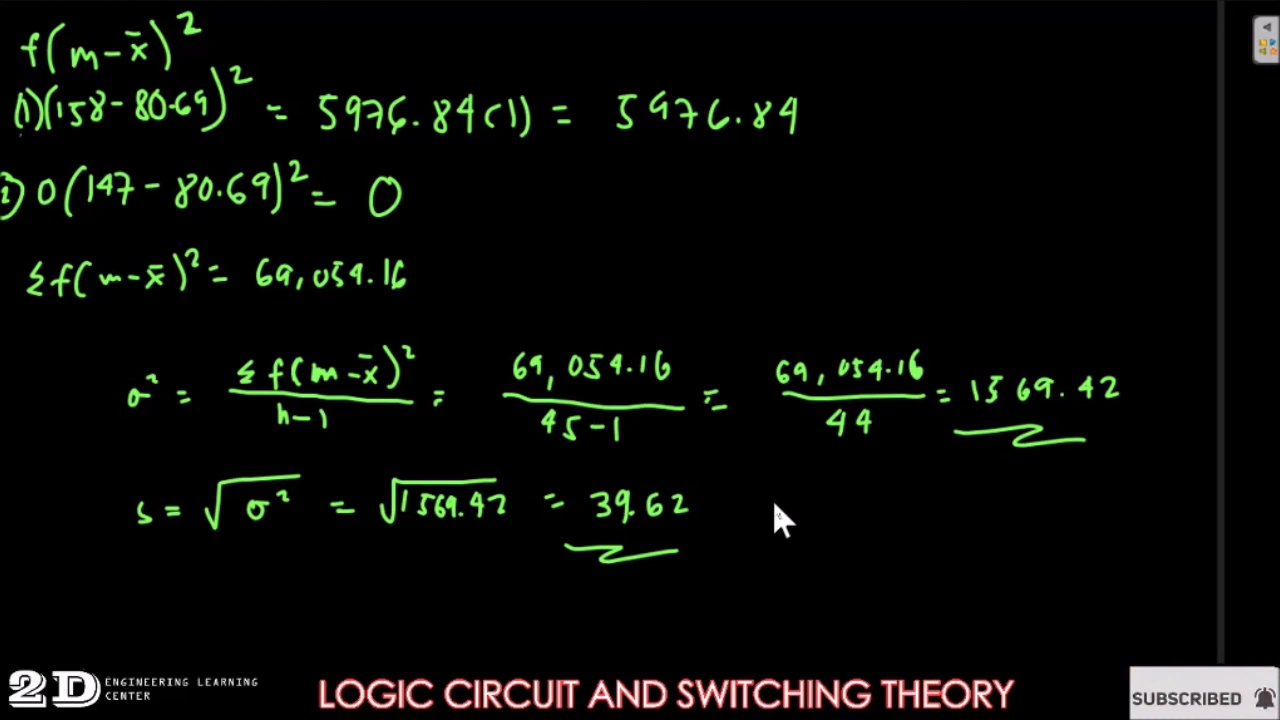 f(m-x̄)²
(1)(158-80.69)² = 5976.84(1) = 5976.84
2) 0(147-80.69)² = 0
Σf(m-x̄)² = 69,054.16
σ² = Σf(m-x̄)²/n-1 = 69,054.16/45-1 = 69,054.16/44 = 1569.42
s = √σ² = √1569.42 = 39.62
2D ENGINEERING LEARNING
CENTER
LOGIC CIRCUIT AND SWITCHING THEORY
SUBSCRIBED